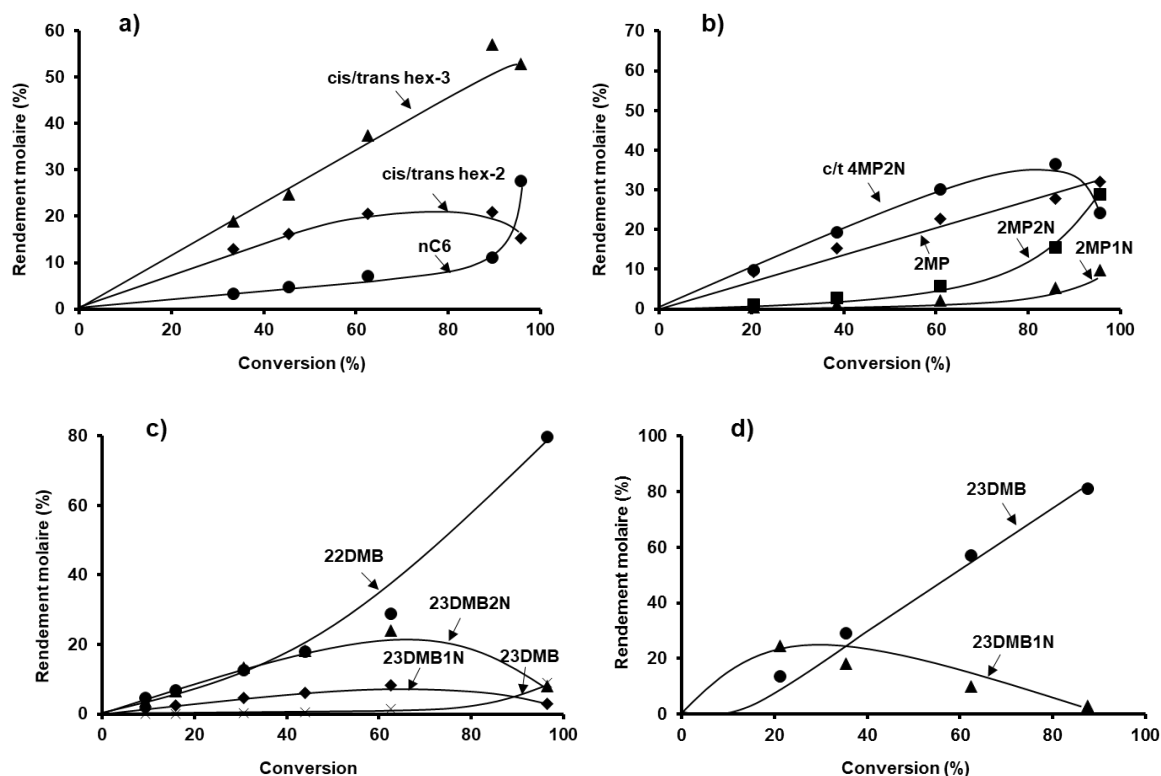 a)
Rendement molaire (%)
60
50
40
30
20
10
0
cis/trans hex-3
cis/trans hex-2
nC6
0 20 40 60 80 100
Conversion (%)
b)
Rendement molaire (%)
70
60
50
40
30
20
10
0
c/t 4MP2N
2MP2N
2MP1N
2MP
0 20 40 60 80 100
Conversion (%)
c)
Rendement molaire (%)
80
60
40
20
0
22DMB
23DMB2N
23DMB1N
23DMB
0 20 40 60 80 100
Conversion
d)
Rendement molaire (%)
100
80
60
40
20
0
23DMB
23DMB1N
0 20 40 60 80 100
Conversion (%)